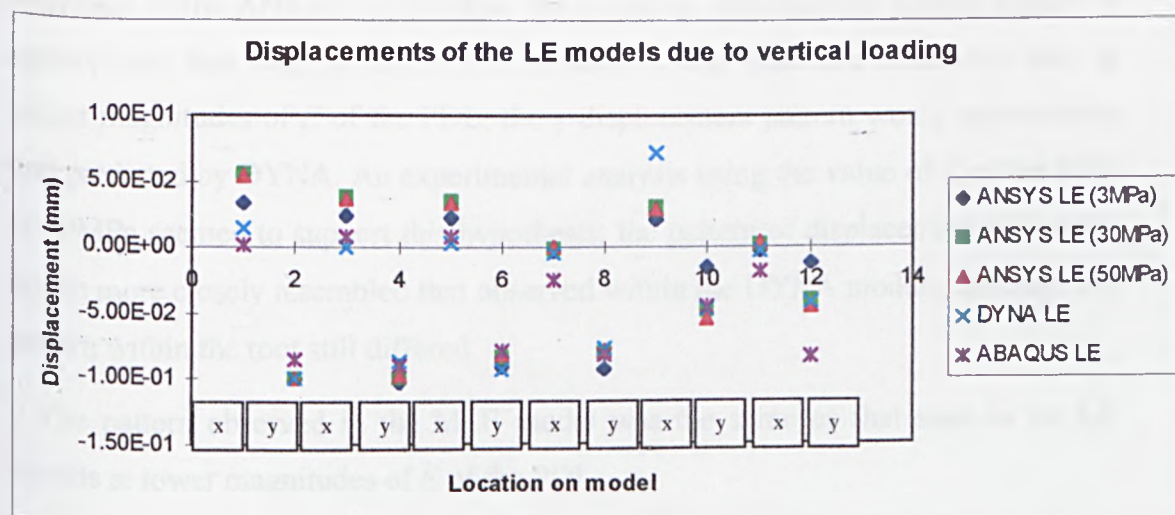 Displacements of the LE models due to vertical loading
1.00E-01
5.00E-02
0.00E+00
-5.00E-02
-1.00E-01
-1.50E-01
Displacement (mm)
0 2 4 6 8 10 12 14
x y x y x y x y x y x y
Location on model
ANSYS LE (3MPa)
ANSYS LE (30MPa)
ANSYS LE (50MPa)
DYNA LE
ABAQUS LE